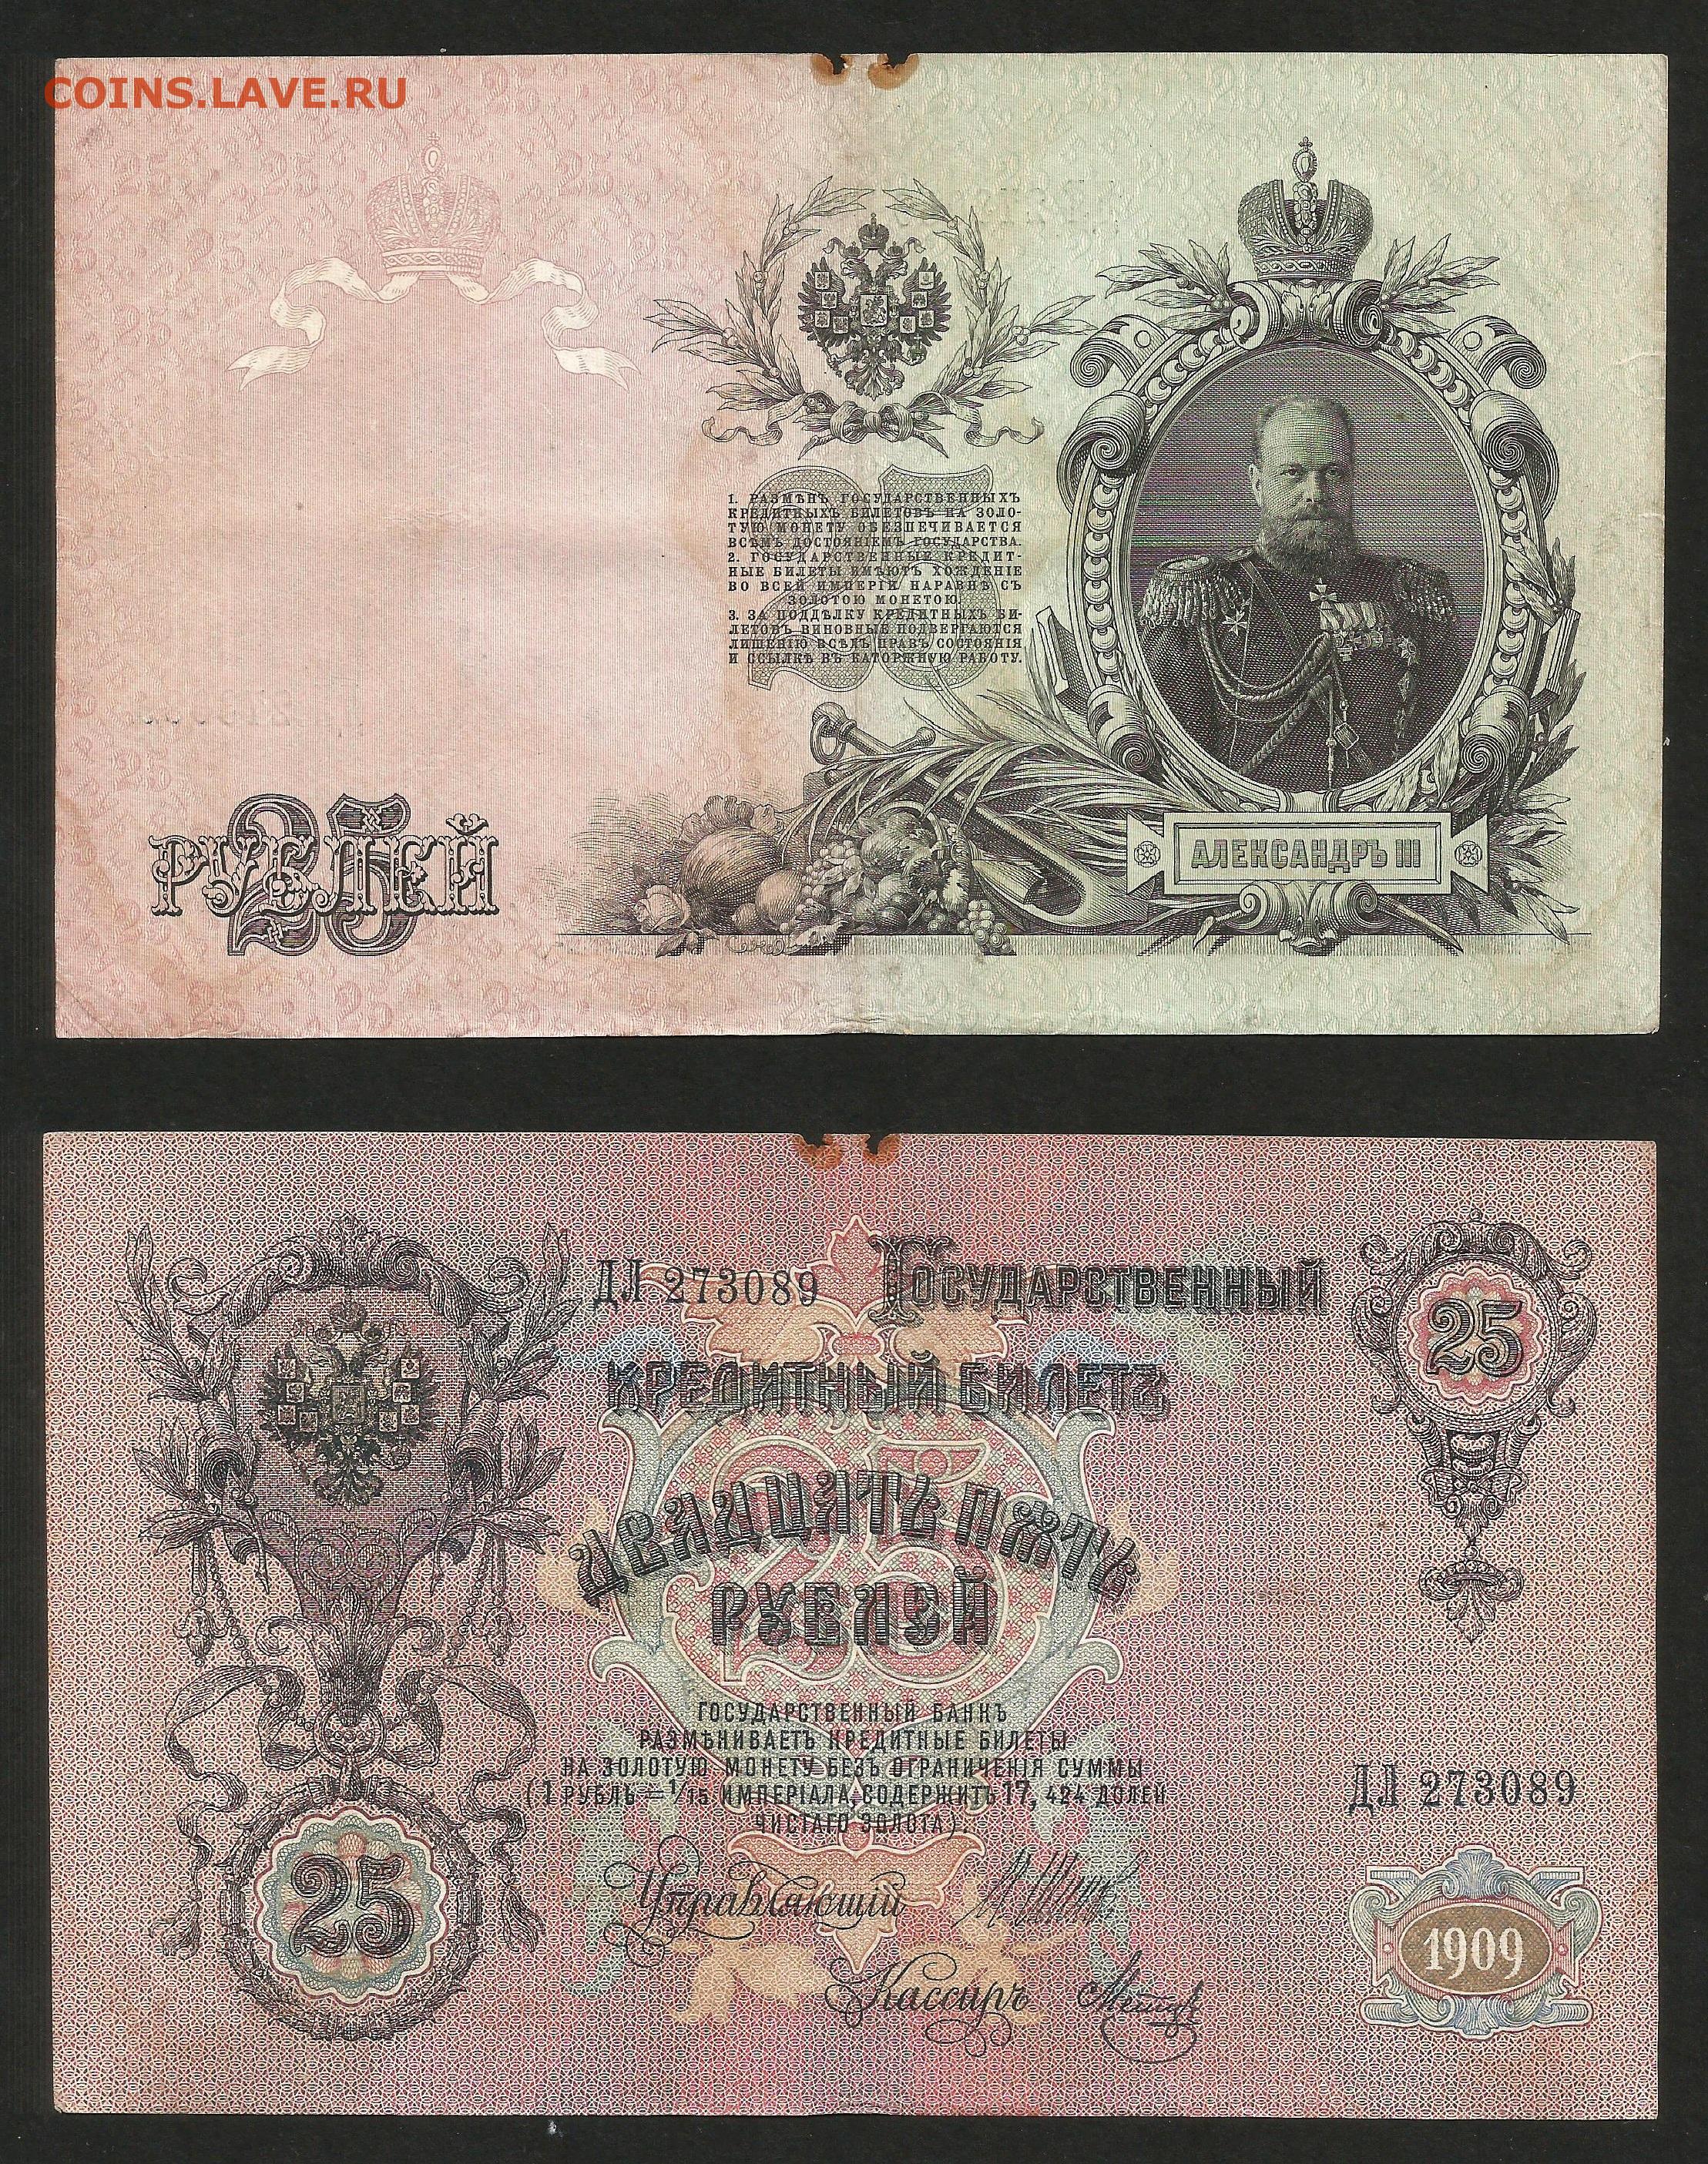 COINS.LAVE.RU
1. РАЗМѢНЪ ГОСУДАРСТВЕННЫХЪ
КРЕДИТНЫХЪ БИЛЕТОВЪ НА ЗОЛО-
ТУЮ МОНЕТУ ОБЕЗПЕЧИВАЕТСЯ
ВСѢМЪ ДОСТОЯНІЕМЪ ГОСУДАРСТВА.
2. ГОСУДАРСТВЕННЫЕ КРЕДИТ-
НЫЕ БИЛЕТЫ ИМѢЮТЪ ХОЖДЕНІЕ
ВО ВСЕЙ ИМПЕРІИ НАРАВНѢ СЪ
ЗОЛОТОЮ МОНЕТОЮ.
3. ЗА ПОДДѢЛКУ КРЕДИТНЫХЪ БИ-
ЛЕТОВЪ ВИНОВНЫЕ ПОДВЕРГАЮТСЯ
ЛИШЕНІЮ ВСѢХЪ ПРАВЪ СОСТОЯНІЯ
И ССЫЛКѢ ВЪ КАТОРЖНУЮ РАБОТУ.
25
25 РУБЛЕЙ
АЛЕКСАНДРЪ III
ДЛ 273089
ГОСУДАРСТВЕННЫЙ
КРЕДИТНЫЙ БИЛЕТЪ
25
ДВАДЦАТЬ ПЯТЬ
РУБЛЕЙ
25
ГОСУДАРСТВЕННЫЙ БАНКЪ
РАЗМѢНИВАЕТЪ КРЕДИТНЫЕ БИЛЕТЫ
НА ЗОЛОТУЮ МОНЕТУ БЕЗЪ ОГРАНИЧЕНІЯ СУММЫ
(1 РУБЛЬ = 1/15 ИМПЕРІАЛА, СОДЕРЖИТЪ 17,424 ДОЛЕЙ
ЧИСТАГО ЗОЛОТА).
ДЛ 273089
25
Управляющій
Кассиръ
1909